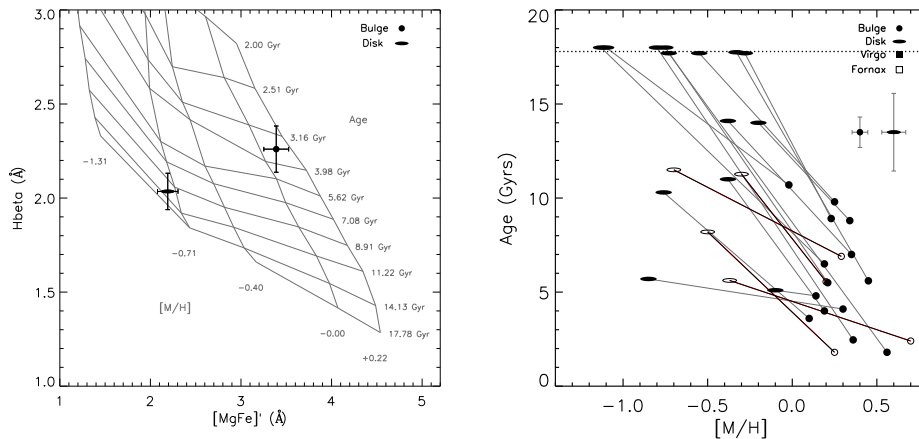 3.0
2.5
2.0
1.5
1.0
Hbeta (Å)
1
2
3
4
5
[MgFe]' (Å)
Bulge
Disk
Age
2.00 Gyr
2.51 Gyr
3.16 Gyr
3.98 Gyr
5.62 Gyr
7.08 Gyr
8.91 Gyr
11.22 Gyr
14.13 Gyr
17.78 Gyr
-1.31
-0.71
-0.40
-0.00
+0.22
[M/H]
20
15
10
5
0
Age (Gyrs)
-1.0
-0.5
0.0
0.5
[M/H]
Bulge
Disk
Virgo
Fornax